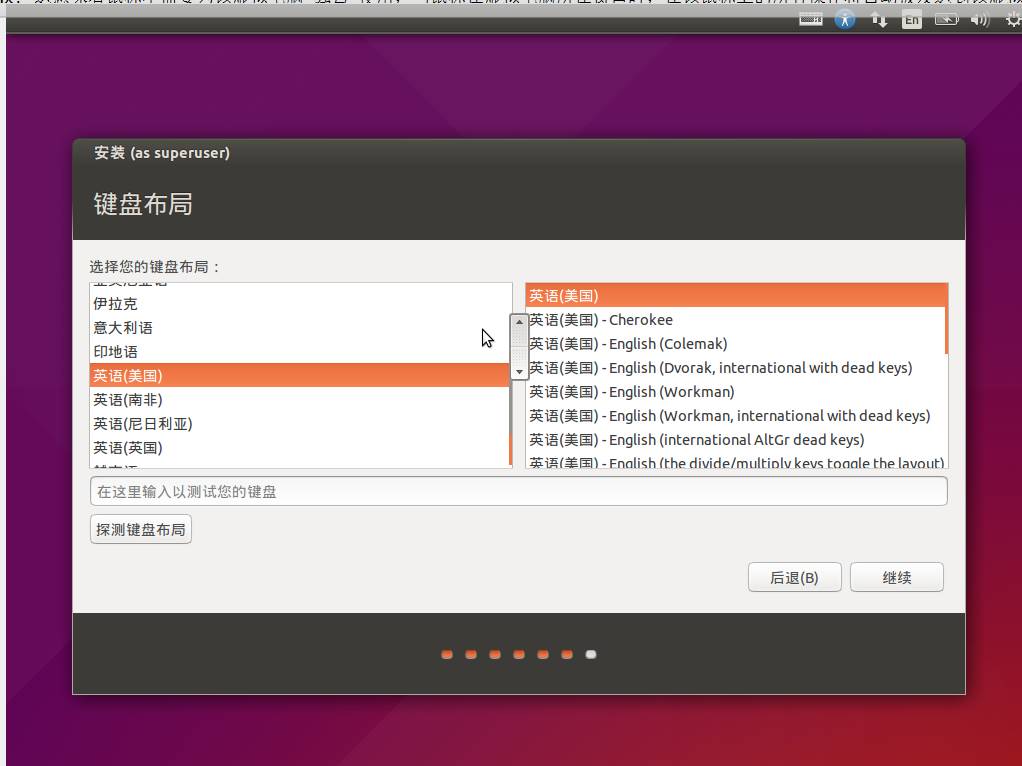 En
安装 (as superuser)
键盘布局
选择您的键盘布局：
伊拉克
意大利语
印地语
英语(美国)
英语(南非)
英语(尼日利亚)
英语(英国)
英语(美国)
英语(美国) - Cherokee
英语(美国) - English (Colemak)
英语(美国) - English (Dvorak, international with dead keys)
英语(美国) - English (Workman)
英语(美国) - English (Workman, international with dead keys)
英语(美国) - English (international AltGr dead keys)
英语(美国) - English (the divide/multiply keys toggle the layout)
在这里输入以测试您的键盘
探测键盘布局
后退(B)
继续